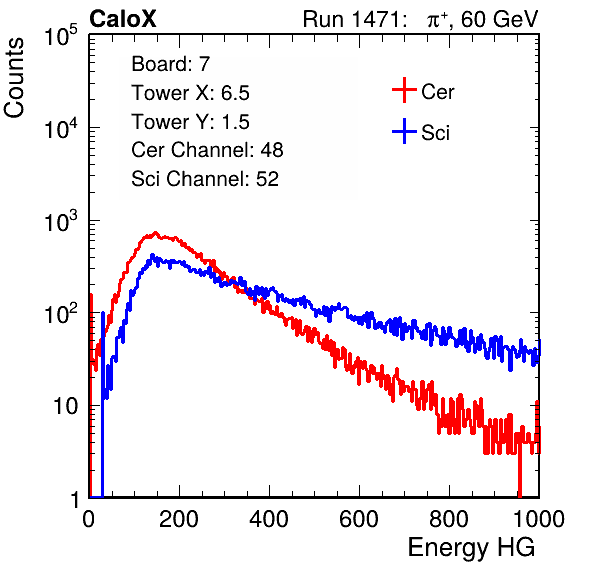 CaloX Run 1471: π⁺, 60 GeV
Board: 7
Tower X: 6.5
Tower Y: 1.5
Cer Channel: 48
Sci Channel: 52
Cer
Sci
Counts
10⁵
10⁴
10³
10²
10
1
0 200 400 600 800 1000
Energy HG